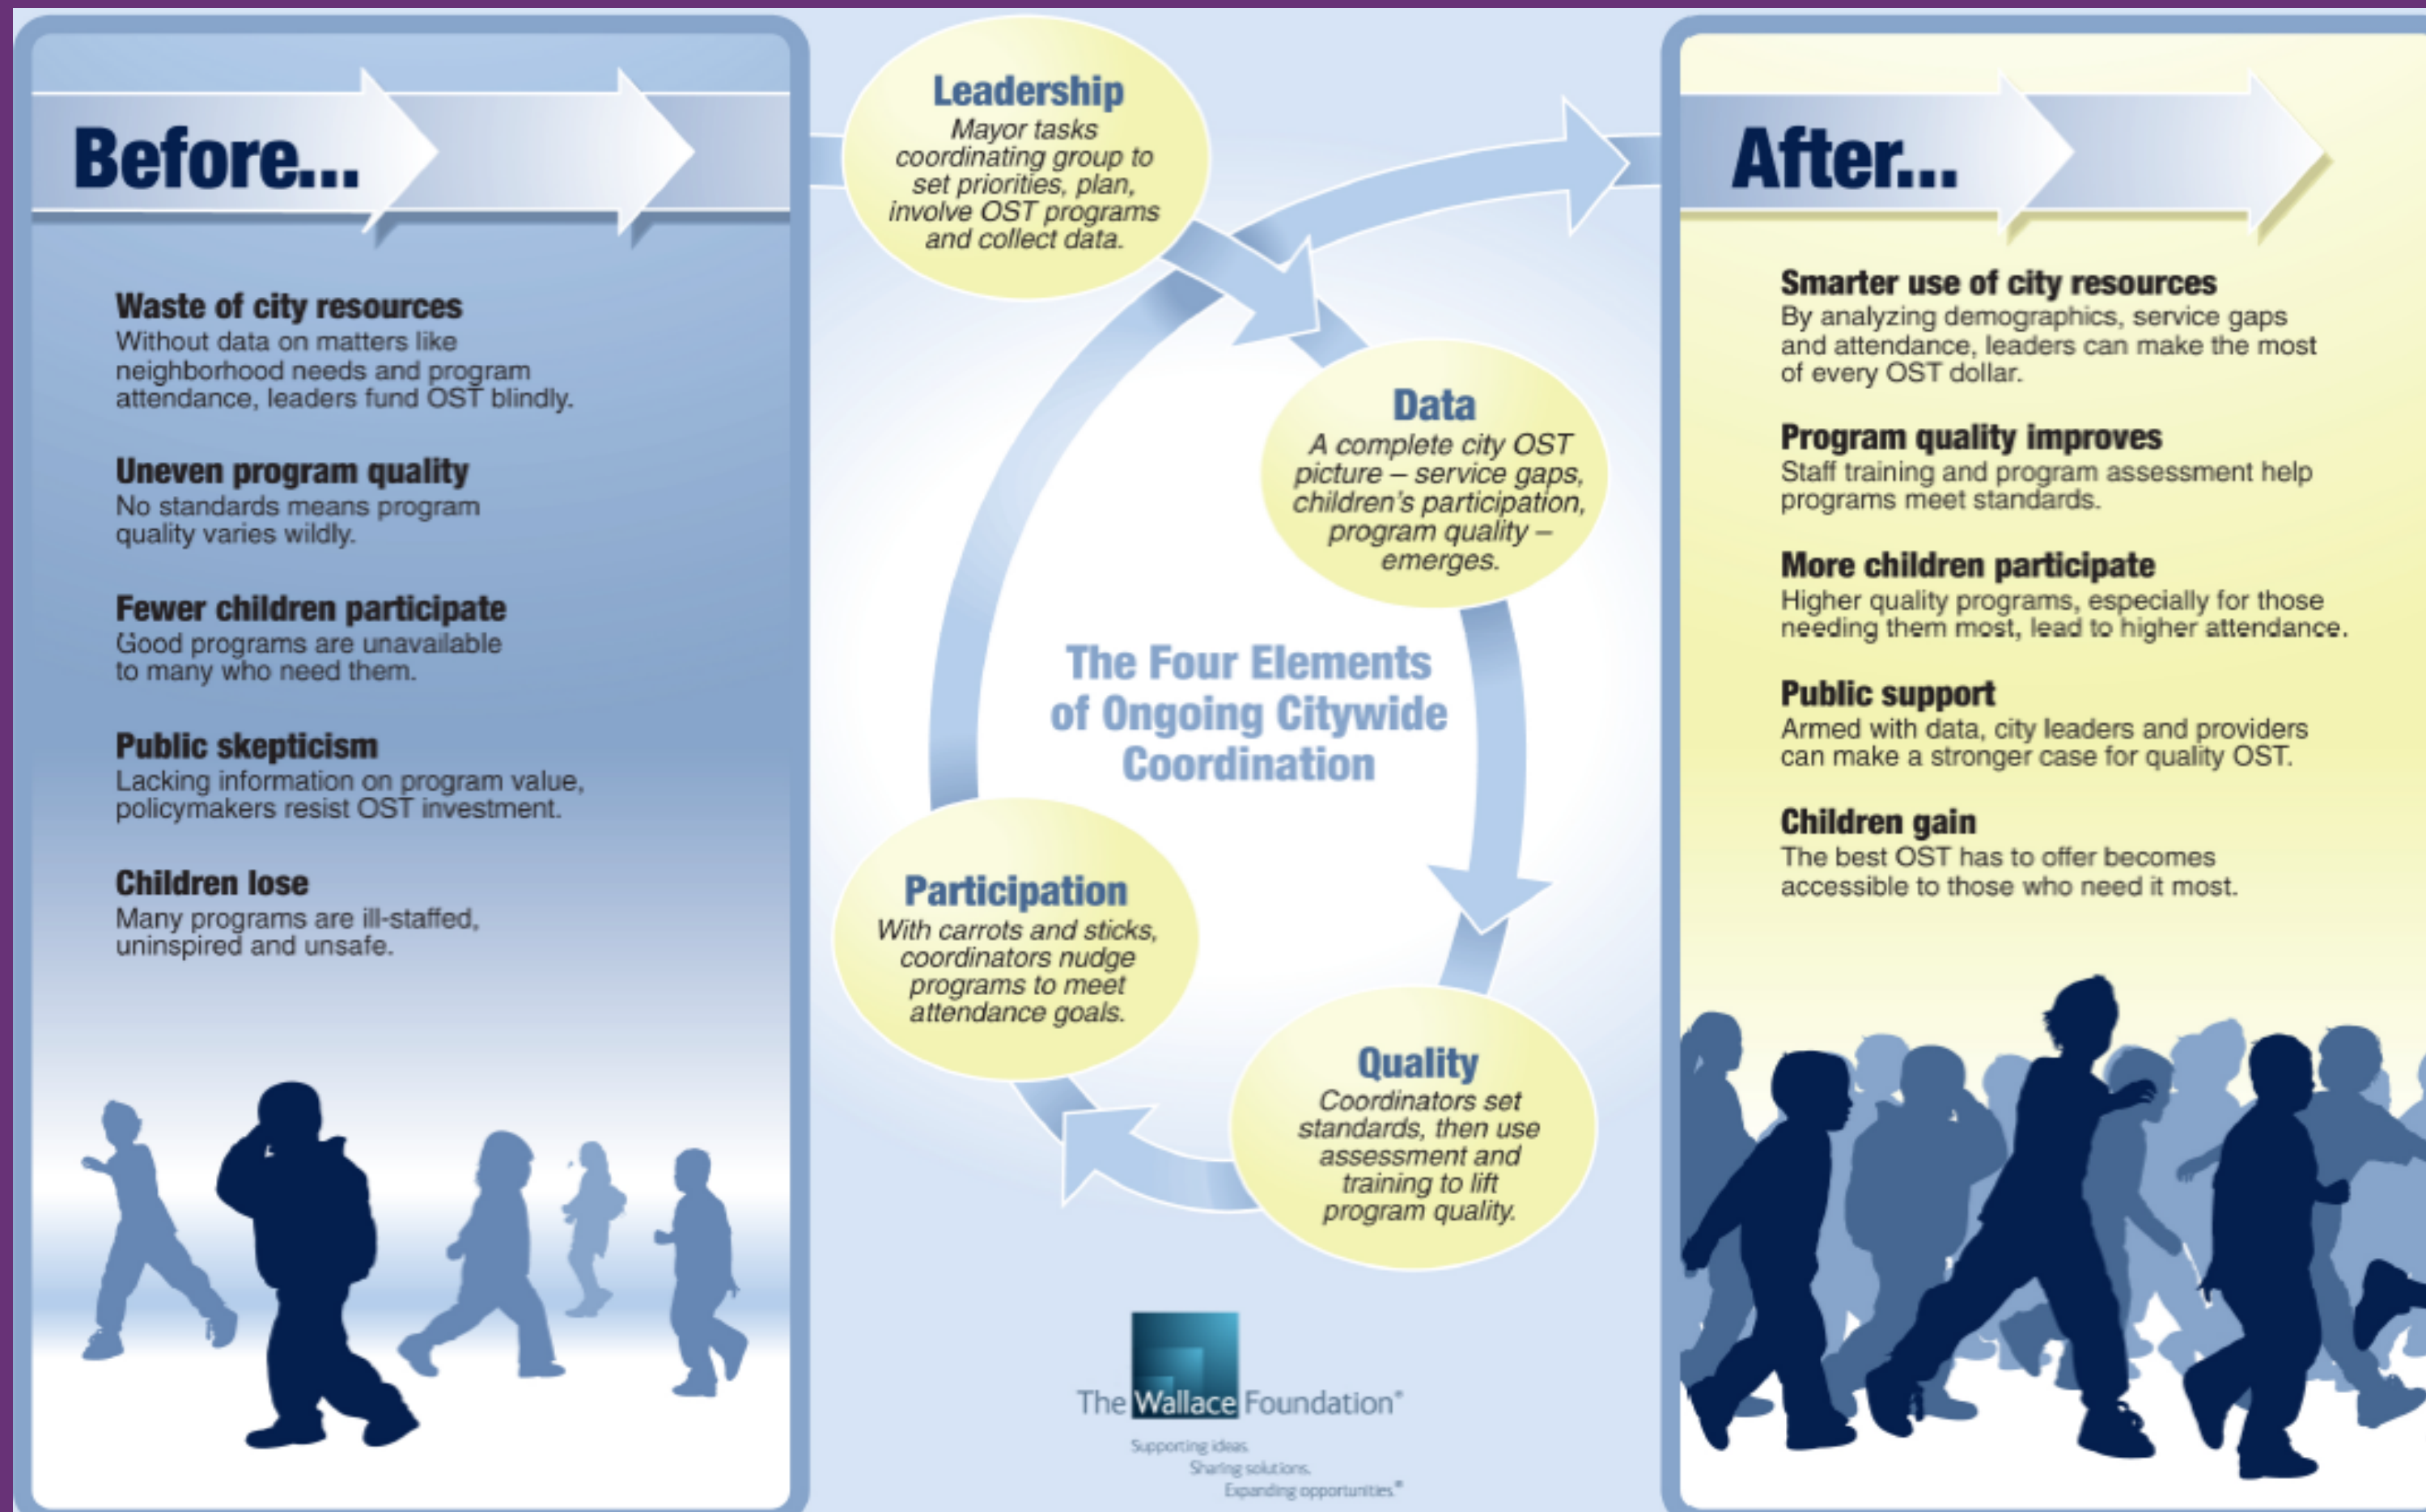 Before...
Waste of city resources
Without data on matters like
neighborhood needs and program
attendance, leaders fund OST blindly.
Uneven program quality
No standards means program
quality varies wildly.
Fewer children participate
Good programs are unavailable
to many who need them.
Public skepticism
Lacking information on program value,
policymakers resist OST investment.
Children lose
Many programs are ill-staffed,
uninspired and unsafe.
Leadership
Mayor tasks
coordinating group to
set priorities, plan,
involve OST programs
and collect data.
Data
A complete city OST
picture – service gaps,
children's participation,
program quality –
emerges.
The Four Elements
of Ongoing Citywide
Coordination
Participation
With carrots and sticks,
coordinators nudge
programs to meet
attendance goals.
Quality
Coordinators set
standards, then use
assessment and
training to lift
program quality.
The Wallace Foundation®
Supporting ideas.
Sharing solutions.
Expanding opportunities.®
After...
Smarter use of city resources
By analyzing demographics, service gaps
and attendance, leaders can make the most
of every OST dollar.
Program quality improves
Staff training and program assessment help
programs meet standards.
More children participate
Higher quality programs, especially for those
needing them most, lead to higher attendance.
Public support
Armed with data, city leaders and providers
can make a stronger case for quality OST.
Children gain
The best OST has to offer becomes
accessible to those who need it most.